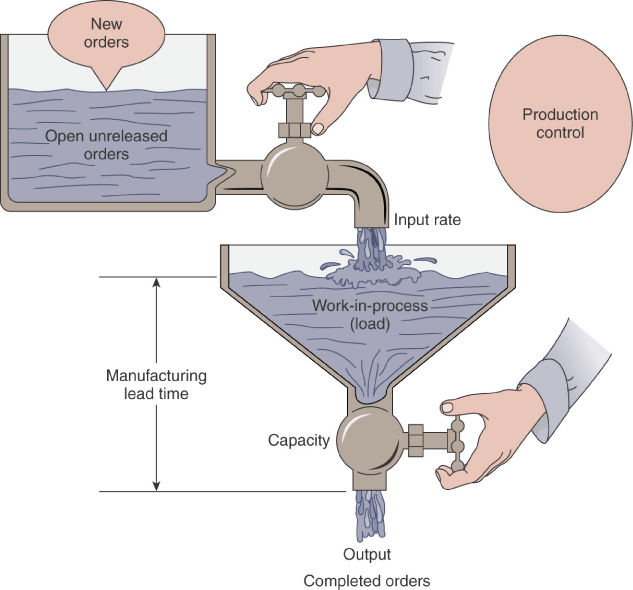 New
orders
Open unreleased
orders
Production
control
Input rate
Work-in-process
(load)
Manufacturing
lead time
Capacity
Output
Completed orders